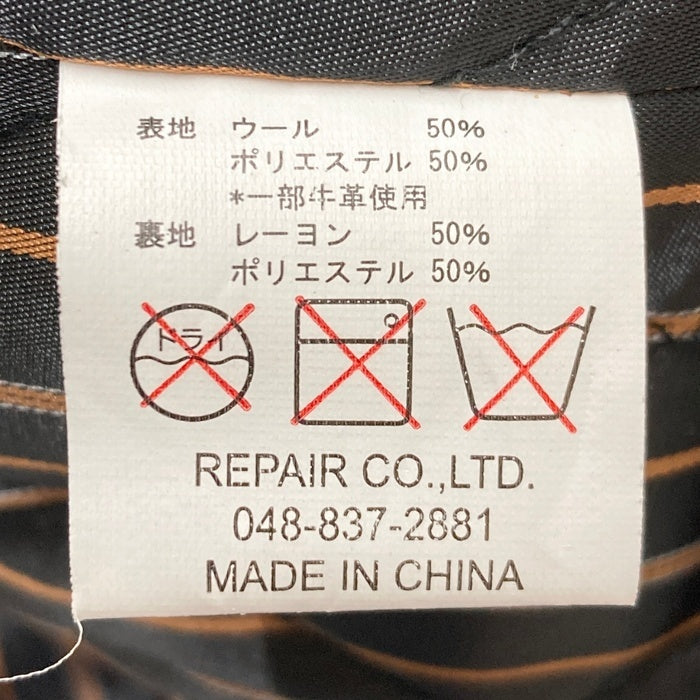 表地 ウール 50%
ポリエステル 50%
*一部牛革使用
裏地 レーヨン 50%
ポリエステル 50%
ドライ
REPAIR CO.,LTD.
048-837-2881
MADE IN CHINA